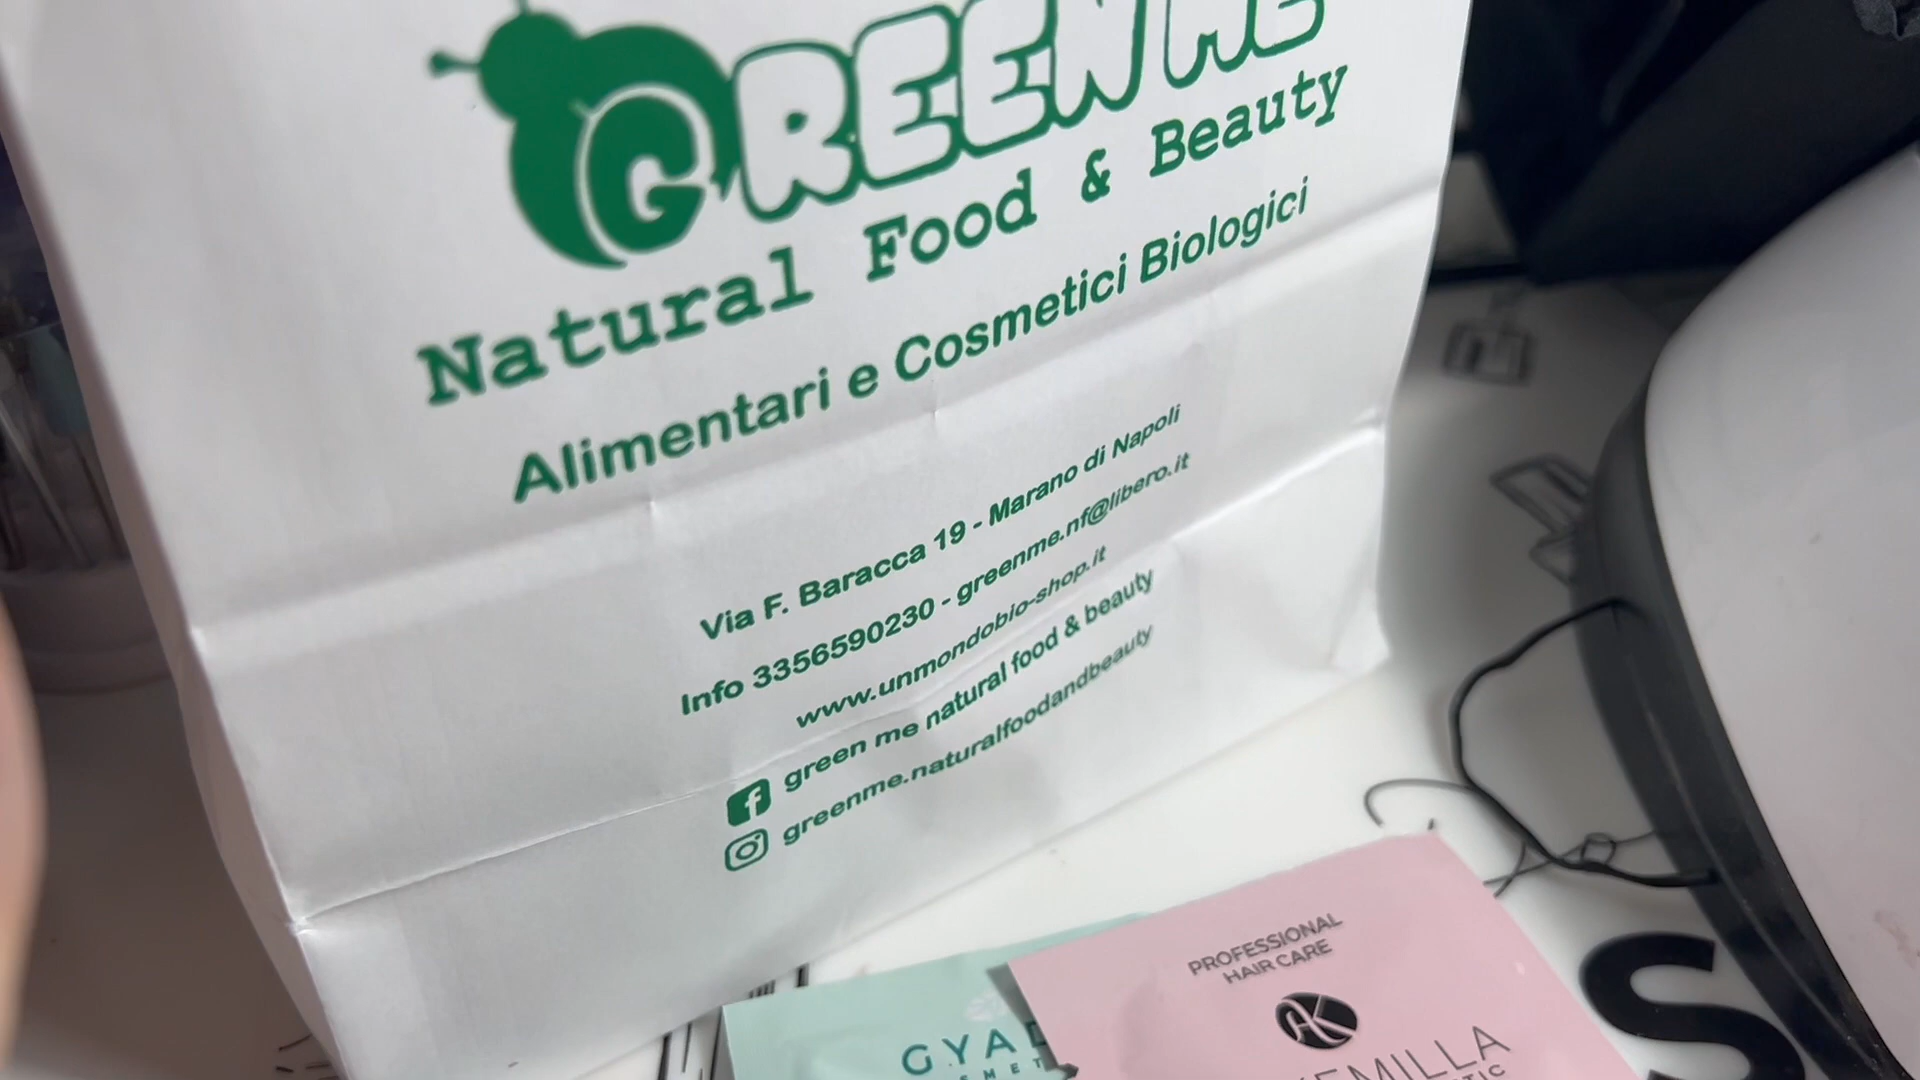 GREENME
Natural Food & Beauty
Alimentari e Cosmetici Biologici
Via F. Baracca 19 - Marano di Napoli
Info 3356590230 - greenme.nf@libero.it
www.unmondobio-shop.it
green me natural food & beauty
greenme.naturalfoodandbeauty
PROFESSIONAL
HAIR CARE
AK
S